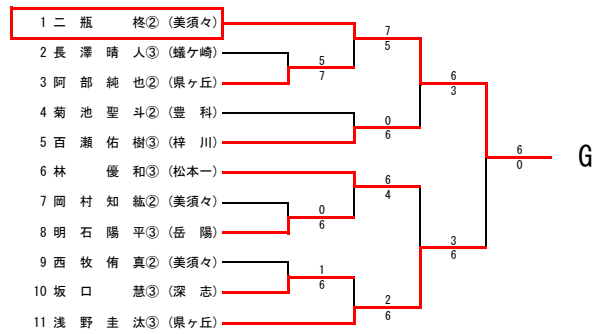 1 二 瓶 柊② (美須々)
2 長 澤 晴 人③ (蟻ケ崎)
3 阿 部 純 也② (県ヶ丘)
4 菊 池 聖 斗② (豊 科)
5 百 瀬 佑 樹③ (梓 川)
6 林 優 和③ (松本一)
7 岡 村 知 紘② (美須々)
8 明 石 陽 平③ (岳 陽)
9 西 牧 侑 真② (美須々)
10 坂 口 慧③ (深 志)
11 浅 野 圭 汰③ (県ヶ丘)
5
7
0
6
1
6
7
5
0
6
6
4
2
6
6
3
3
6
6
0
G